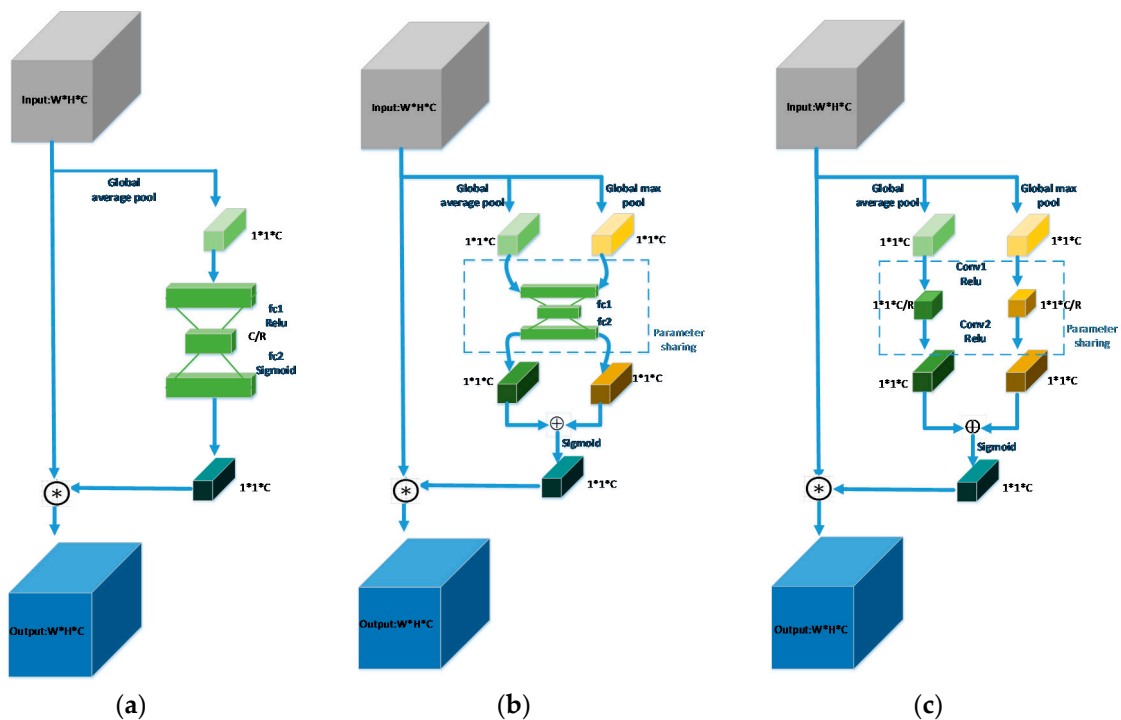 Input:W*H*C
Global
average pool
1*1*C
fc1
Relu
C/R
fc2
Sigmoid
1*1*C
*
Output:W*H*C
(a)
Input:W*H*C
Global
average pool
Global max
pool
1*1*C
1*1*C
fc1
fc2
Parameter
sharing
1*1*C
1*1*C
Sigmoid
1*1*C
*
Output:W*H*C
(b)
Input:W*H*C
Global
average pool
Global max
pool
1*1*C
1*1*C
Conv1
Relu
1*1*C/R
1*1*C/R
Conv2
Relu
Parameter
sharing
1*1*C
1*1*C
Sigmoid
1*1*C
*
Output:W*H*C
(c)